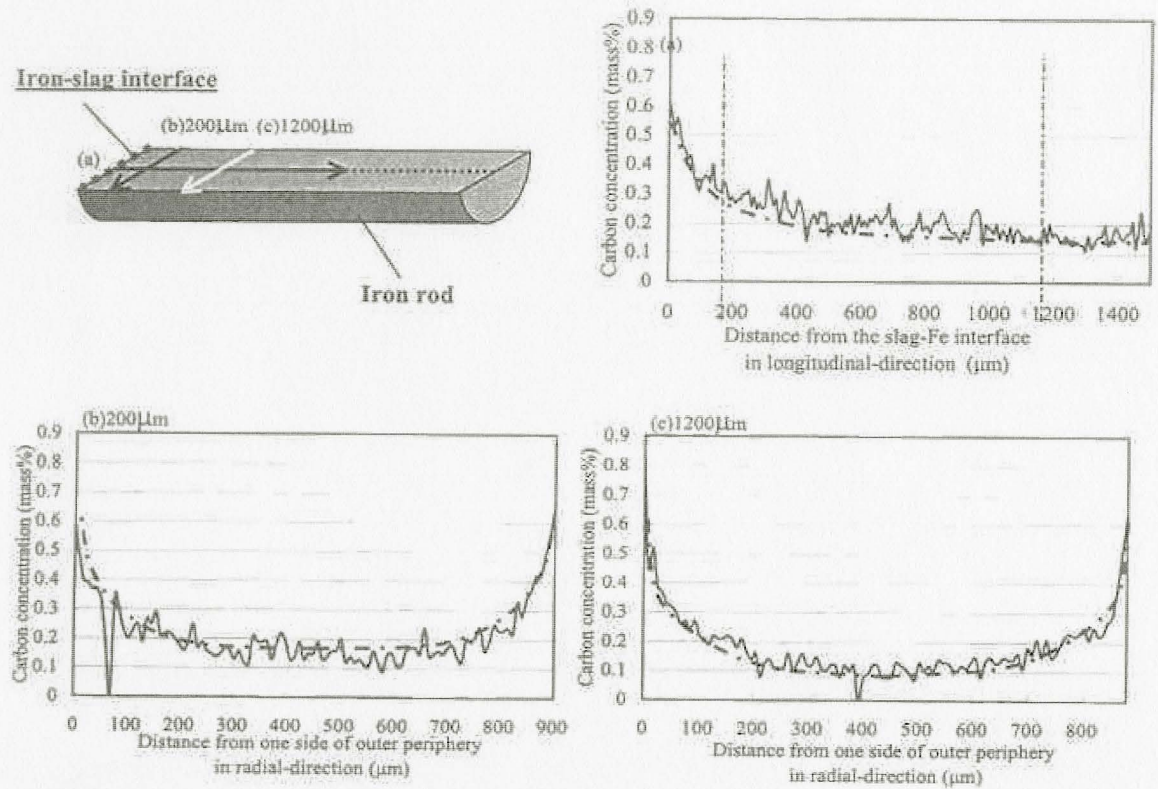 Iron-slag interface
(b)200μm (c)1200μm
(a)
Iron rod
0.9
0.8 (a)
0.7
0.6
0.5
0.4
0.3
0.2
0.1
0
Carbon concentration (mass%)
0 200 400 600 800 1000 1200 1400
Distance from the slag-Fe interface
in longitudinal-direction (μm)
(b)200μm
0.9
0.8
0.7
0.6
0.5
0.4
0.3
0.2
0.1
0
Carbon concentration (mass%)
0 100 200 300 400 500 600 700 800 900
Distance from one side of outer periphery
in radial-direction (μm)
(c)1200μm
0.9
0.8
0.7
0.6
0.5
0.4
0.3
0.2
0.1
0
Carbon concentration (mass%)
0 100 200 300 400 500 600 700 800
Distance from one side of outer periphery
in radial-direction (μm)